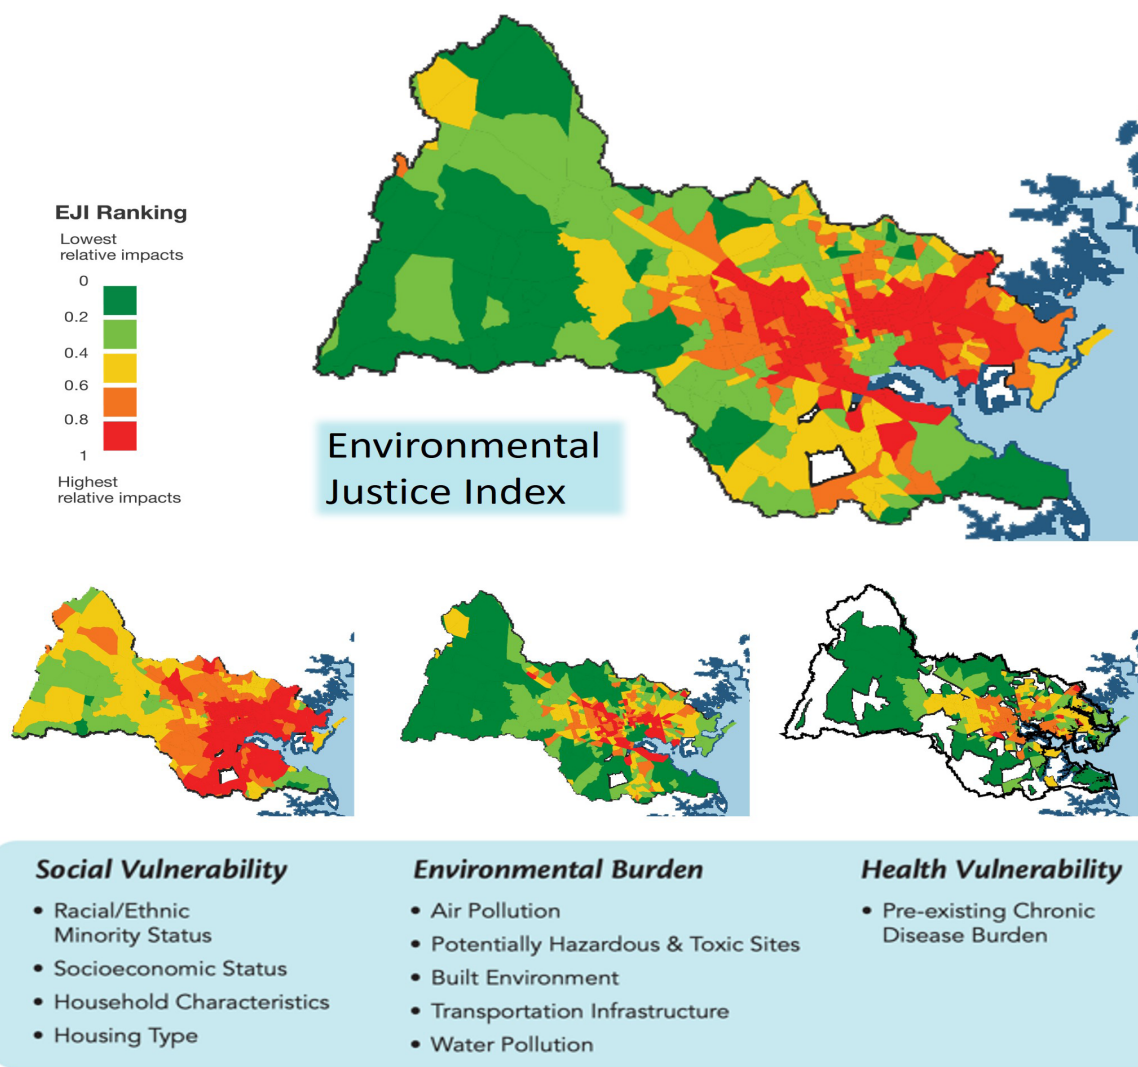 EJI Ranking
Lowest
relative impacts
0
0.2
0.4
0.6
0.8
1
Highest
relative impacts
Environmental
Justice Index
Social Vulnerability
• Racial/Ethnic
Minority Status
• Socioeconomic Status
• Household Characteristics
• Housing Type
Environmental Burden
• Air Pollution
• Potentially Hazardous & Toxic Sites
• Built Environment
• Transportation Infrastructure
• Water Pollution
Health Vulnerability
• Pre-existing Chronic
Disease Burden